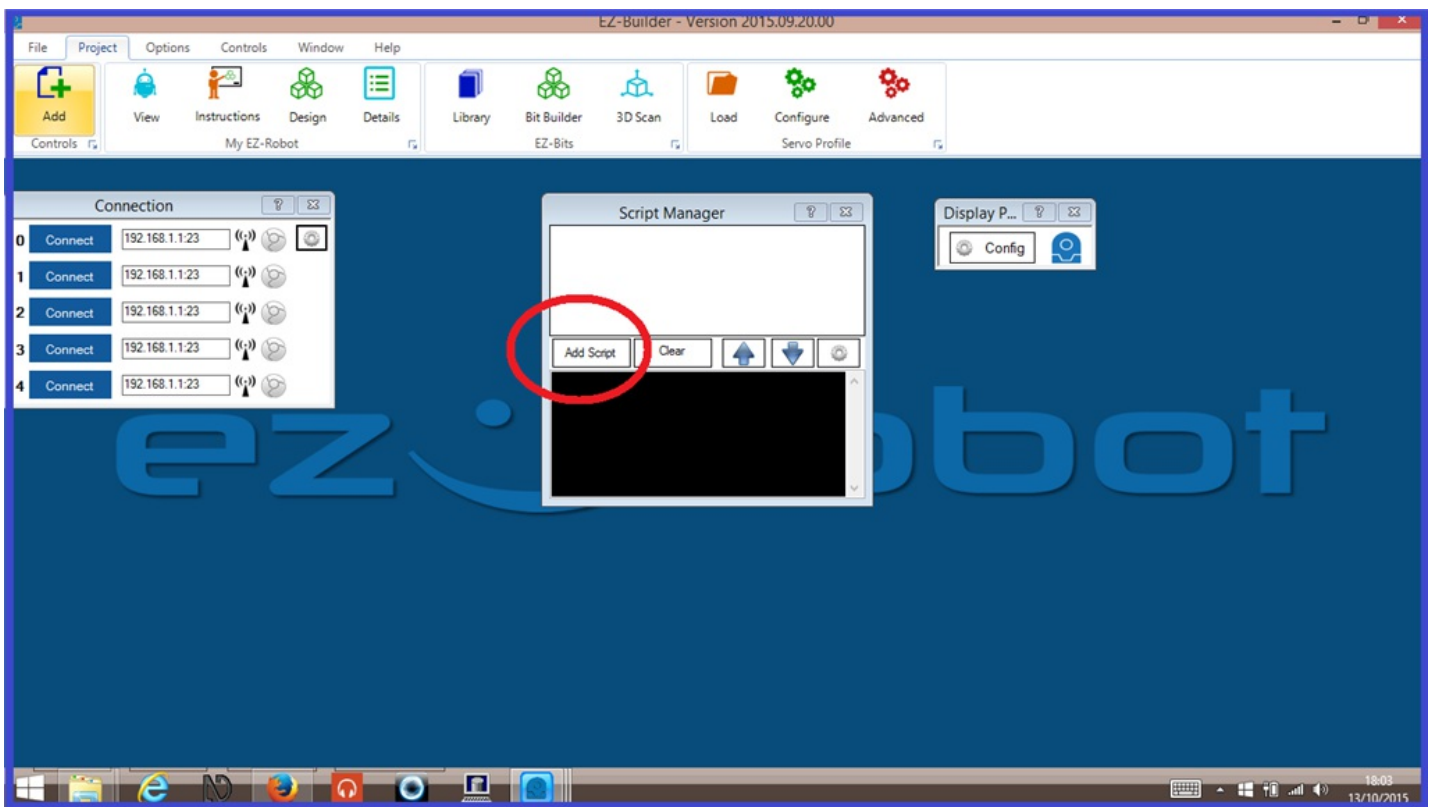 EZ-Builder - Version 2015.09.20.00
File Project Options Controls Window Help
Add View Instructions Design Details Library Bit Builder 3D Scan Load Configure Advanced
Controls My EZ-Robot EZ-Bits Servo Profile
Connection
0 Connect 192.168.1.1:23
1 Connect 192.168.1.1:23
2 Connect 192.168.1.1:23
3 Connect 192.168.1.1:23
4 Connect 192.168.1.1:23
Script Manager
Add Script Clear
Display P...
Config
ez bot
18:03
13/10/2015